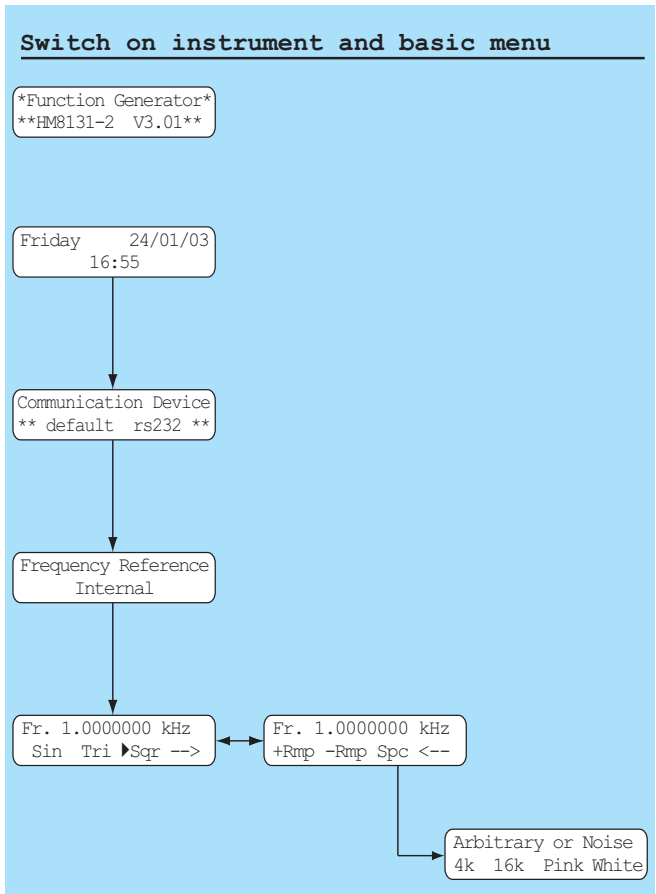 Switch on instrument and basic menu
*Function Generator*
**HM8131-2 V3.01**
Friday 24/01/03
16:55
Communication Device
** default rs232 **
Frequency Reference
Internal
Fr. 1.0000000 kHz
Sin Tri ▶Sqr -->
Fr. 1.0000000 kHz
+Rmp -Rmp Spc <--
Arbitrary or Noise
4k 16k Pink White